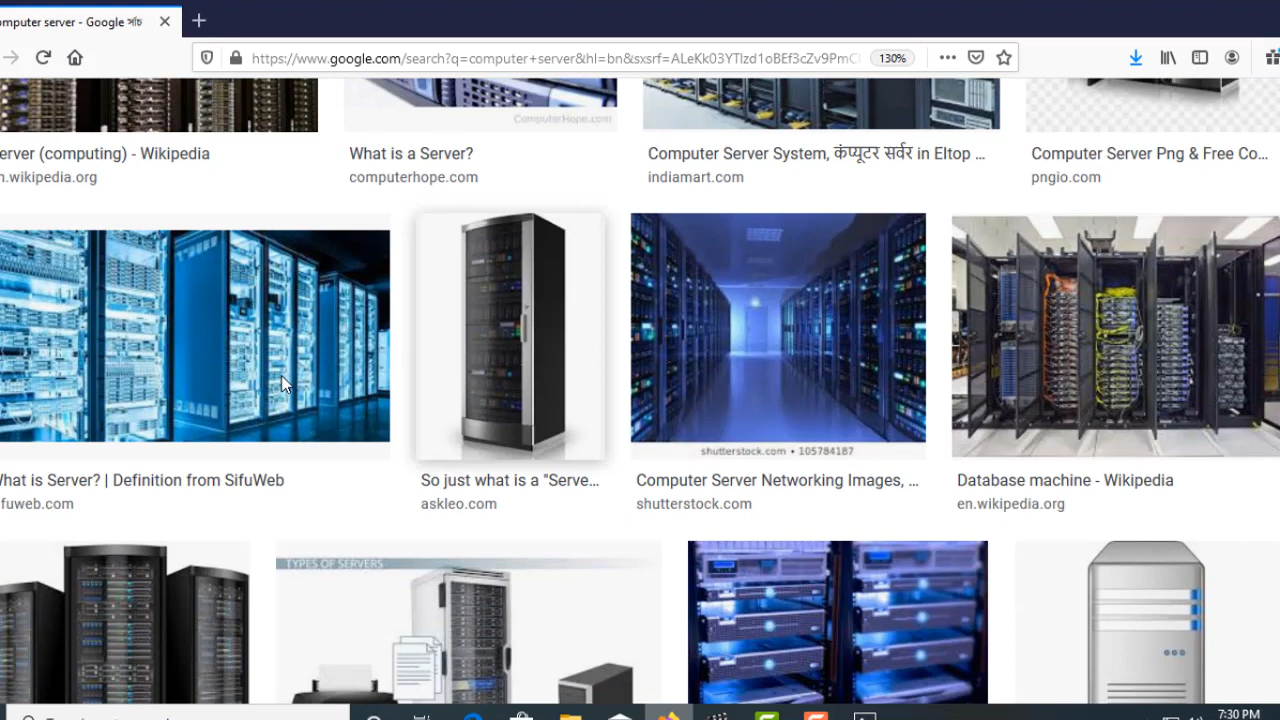 omputer server - Google সার্চ
https://www.google.com/search?q=computer+server&hl=bn&sxsrf=ALeKk03YTlzd1oBEf3cZv9PmC
130%
ComputerHope.com
erver (computing) - Wikipedia
n.wikipedia.org
What is a Server?
computerhope.com
Computer Server System, कंप्यूटर सर्वर in Eltop ...
indiamart.com
Computer Server Png & Free Co...
pngio.com
shutterstock.com • 105784187
What is Server? | Definition from SifuWeb
fuweb.com
So just what is a "Serve...
askleo.com
Computer Server Networking Images, ...
shutterstock.com
Database machine - Wikipedia
en.wikipedia.org
TYPES OF SERVERS
7:30 PM